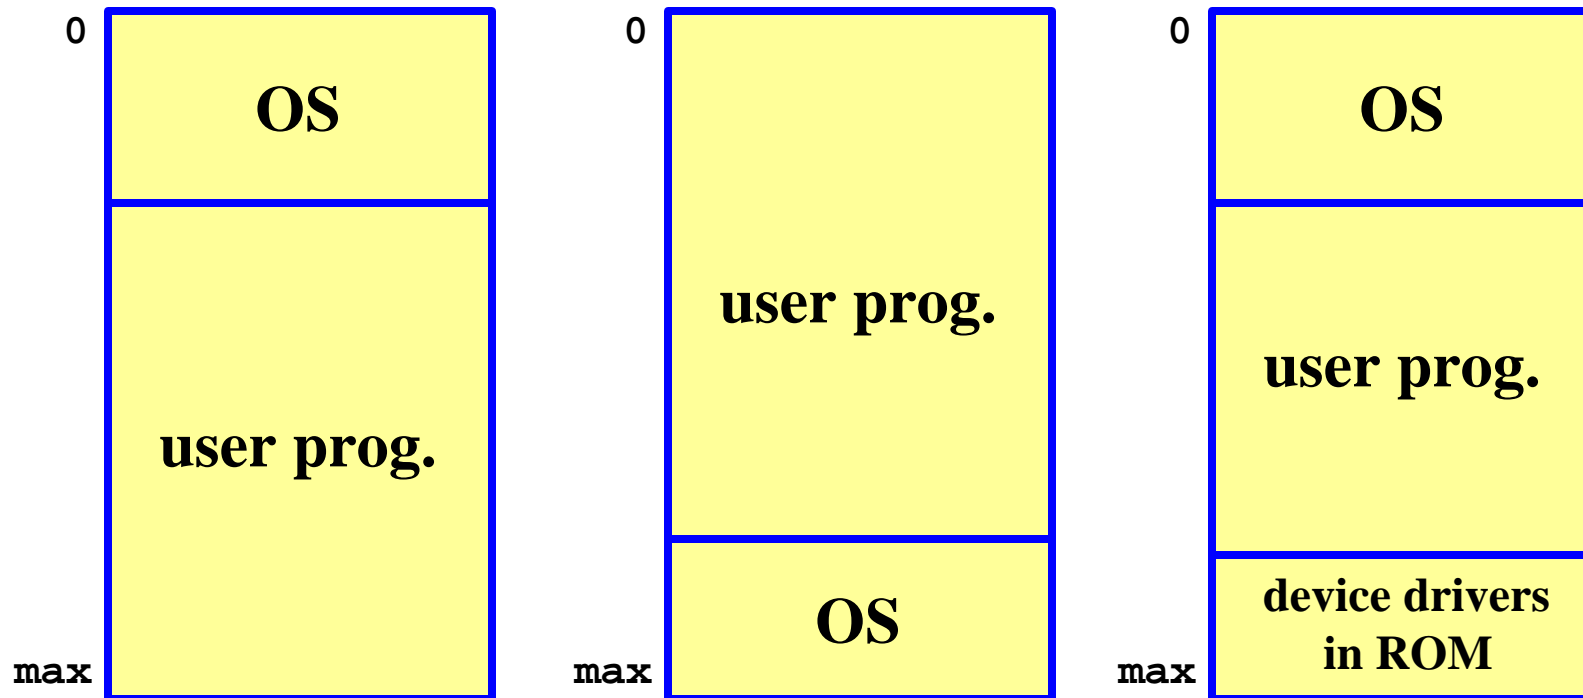 0
OS
user prog.
max
0
user prog.
OS
max
0
OS
user prog.
device drivers
in ROM
max